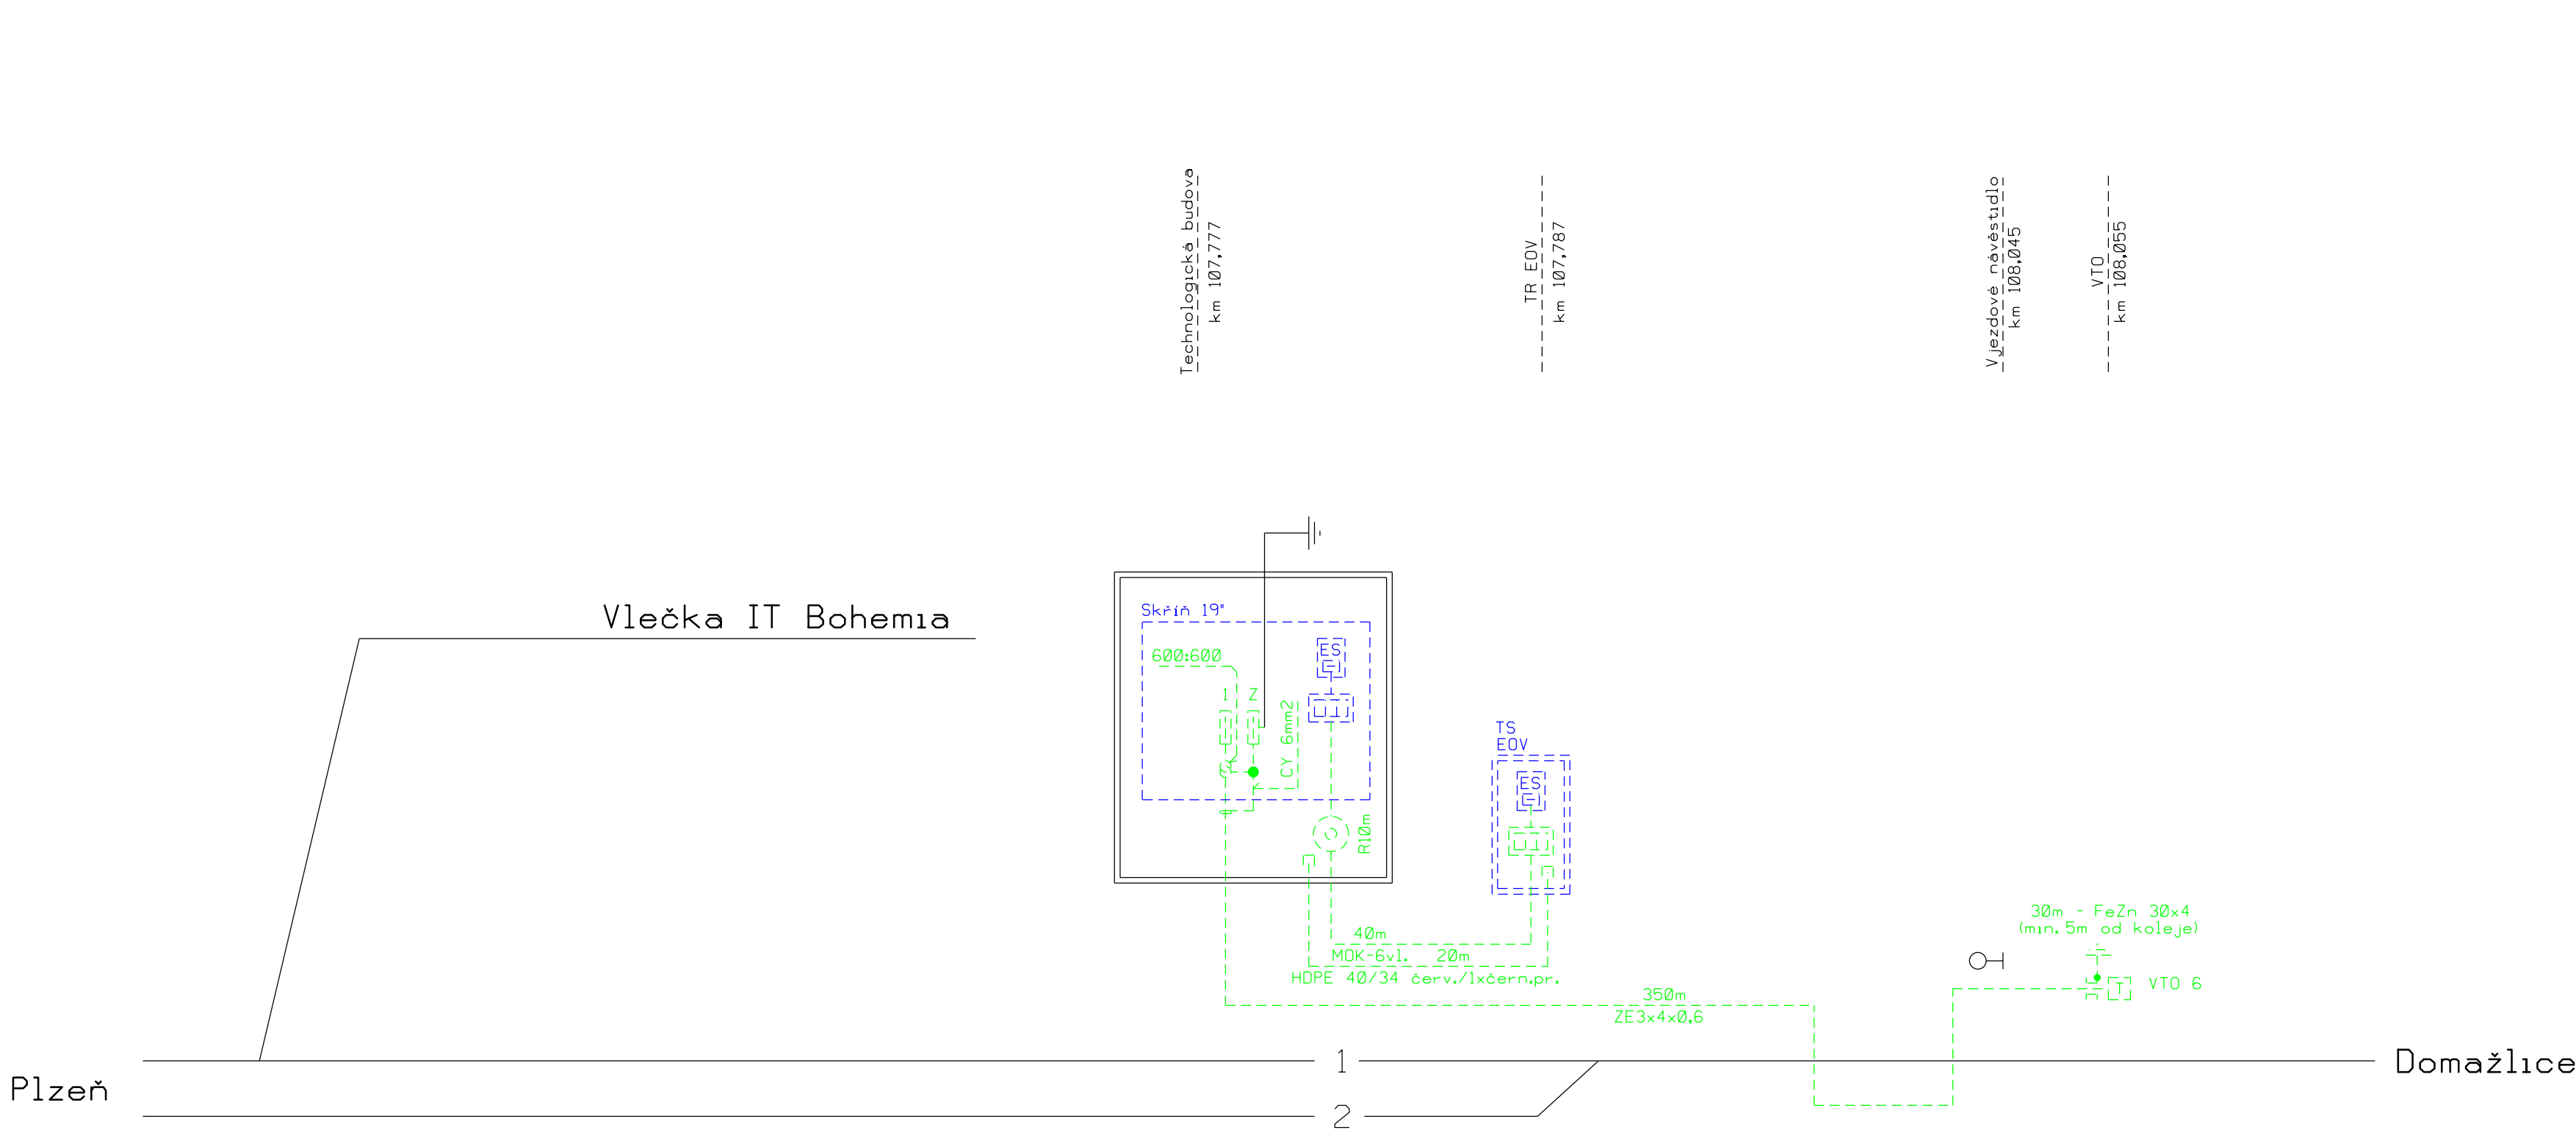 Technologická budova
km 107,777
TR EOV
km 107,787
Vjezdové návěstidlo
km 108,045
VTO
km 108,055
Vlečka IT Bohemia
Skříň 19"
600:600
ES
1
Z
CY 6mm2
R10m
TS
EOV
ES
40m
MOK-6vl. 20m
HDPE 40/34 červ./1xčern.pr.
350m
ZE3x4x0,6
30m - FeZn 30x4
(min.5m od koleje)
T
VTO 6
Plzeň
1
2
Domažlice